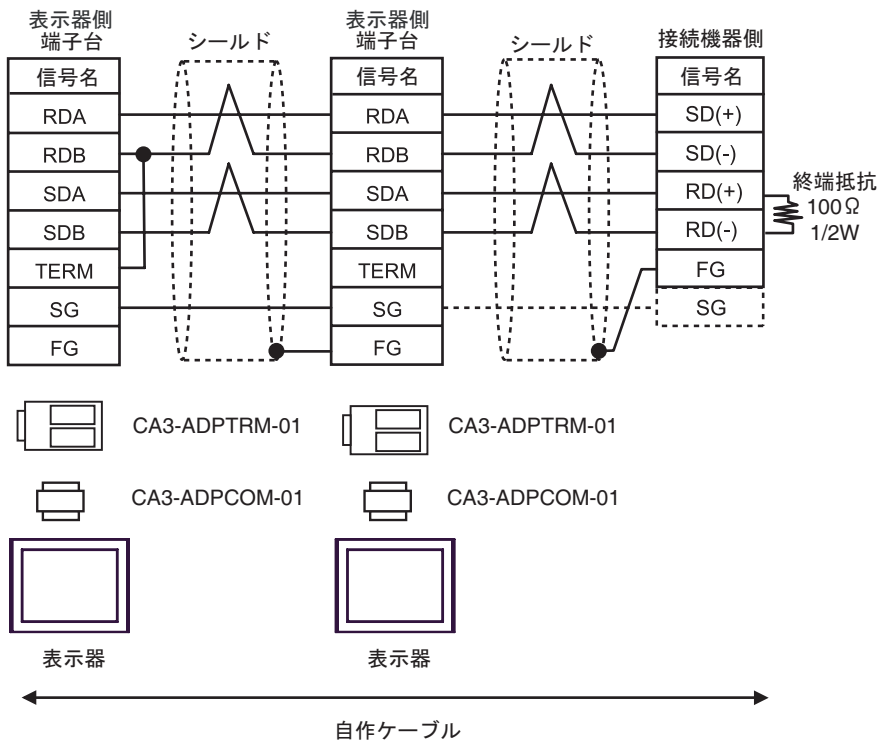 表示器側
端子台
シールド
表示器側
端子台
シールド
接続機器側
信号名
RDA
RDB
SDA
SDB
TERM
SG
FG
信号名
RDA
RDB
SDA
SDB
TERM
SG
FG
信号名
SD(+)
SD(-)
RD(+)
RD(-)
FG
SG
終端抵抗
100Ω
1/2W
CA3-ADPTRM-01
CA3-ADPTRM-01
CA3-ADPCOM-01
CA3-ADPCOM-01
表示器
表示器
自作ケーブル